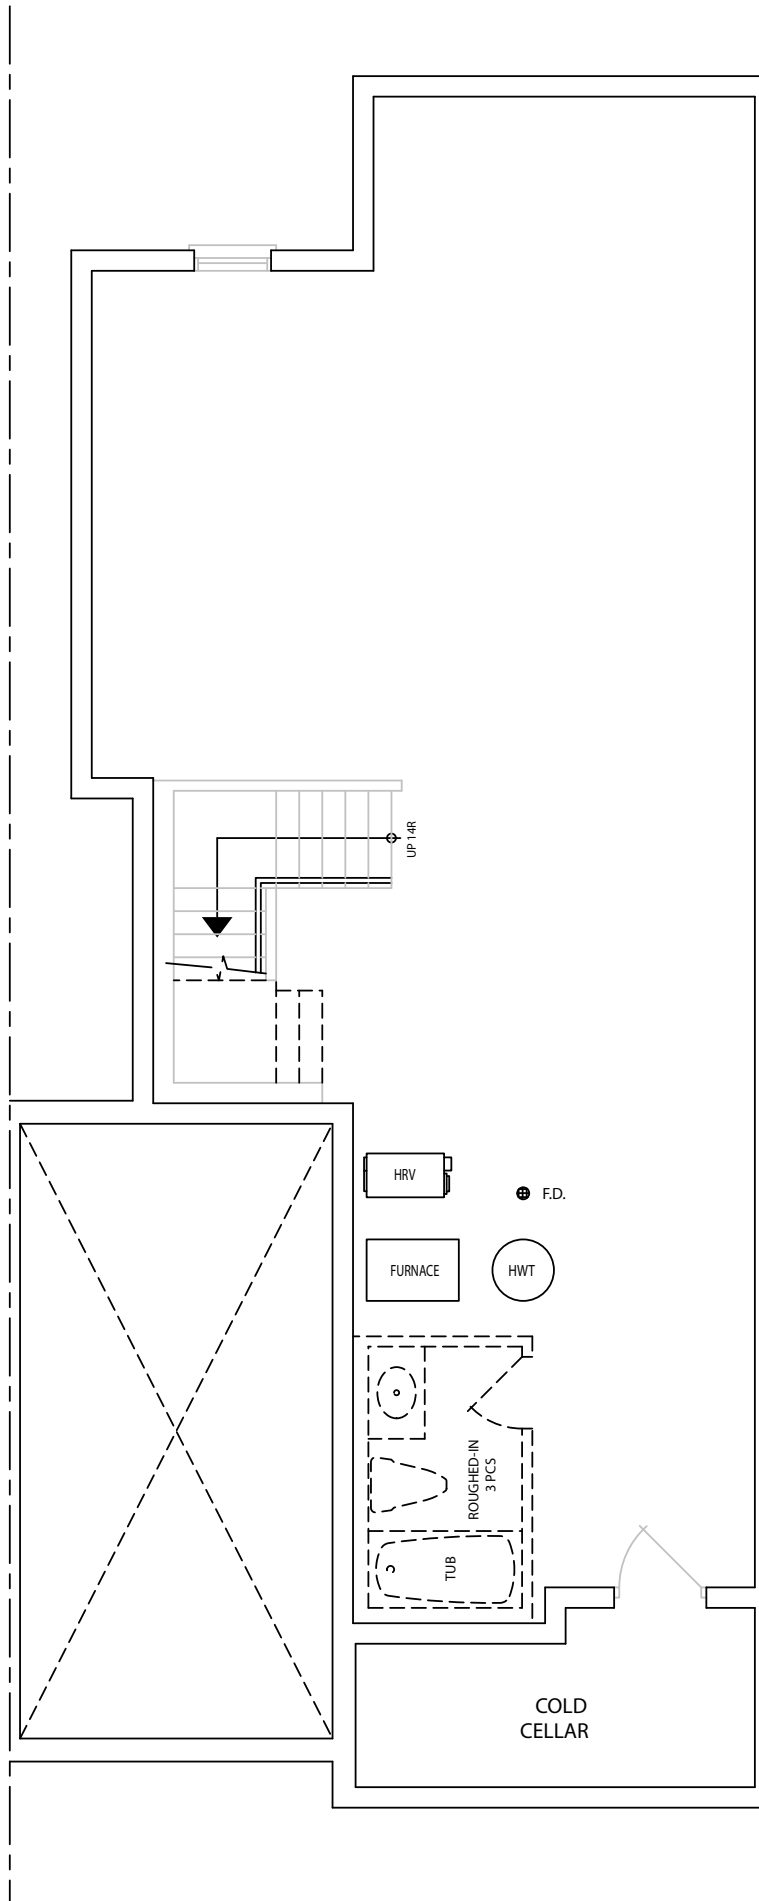 UP 14R
HRV
F.D.
FURNACE
HWT
ROUGHED-IN
3 PCS
TUB
COLD
CELLAR